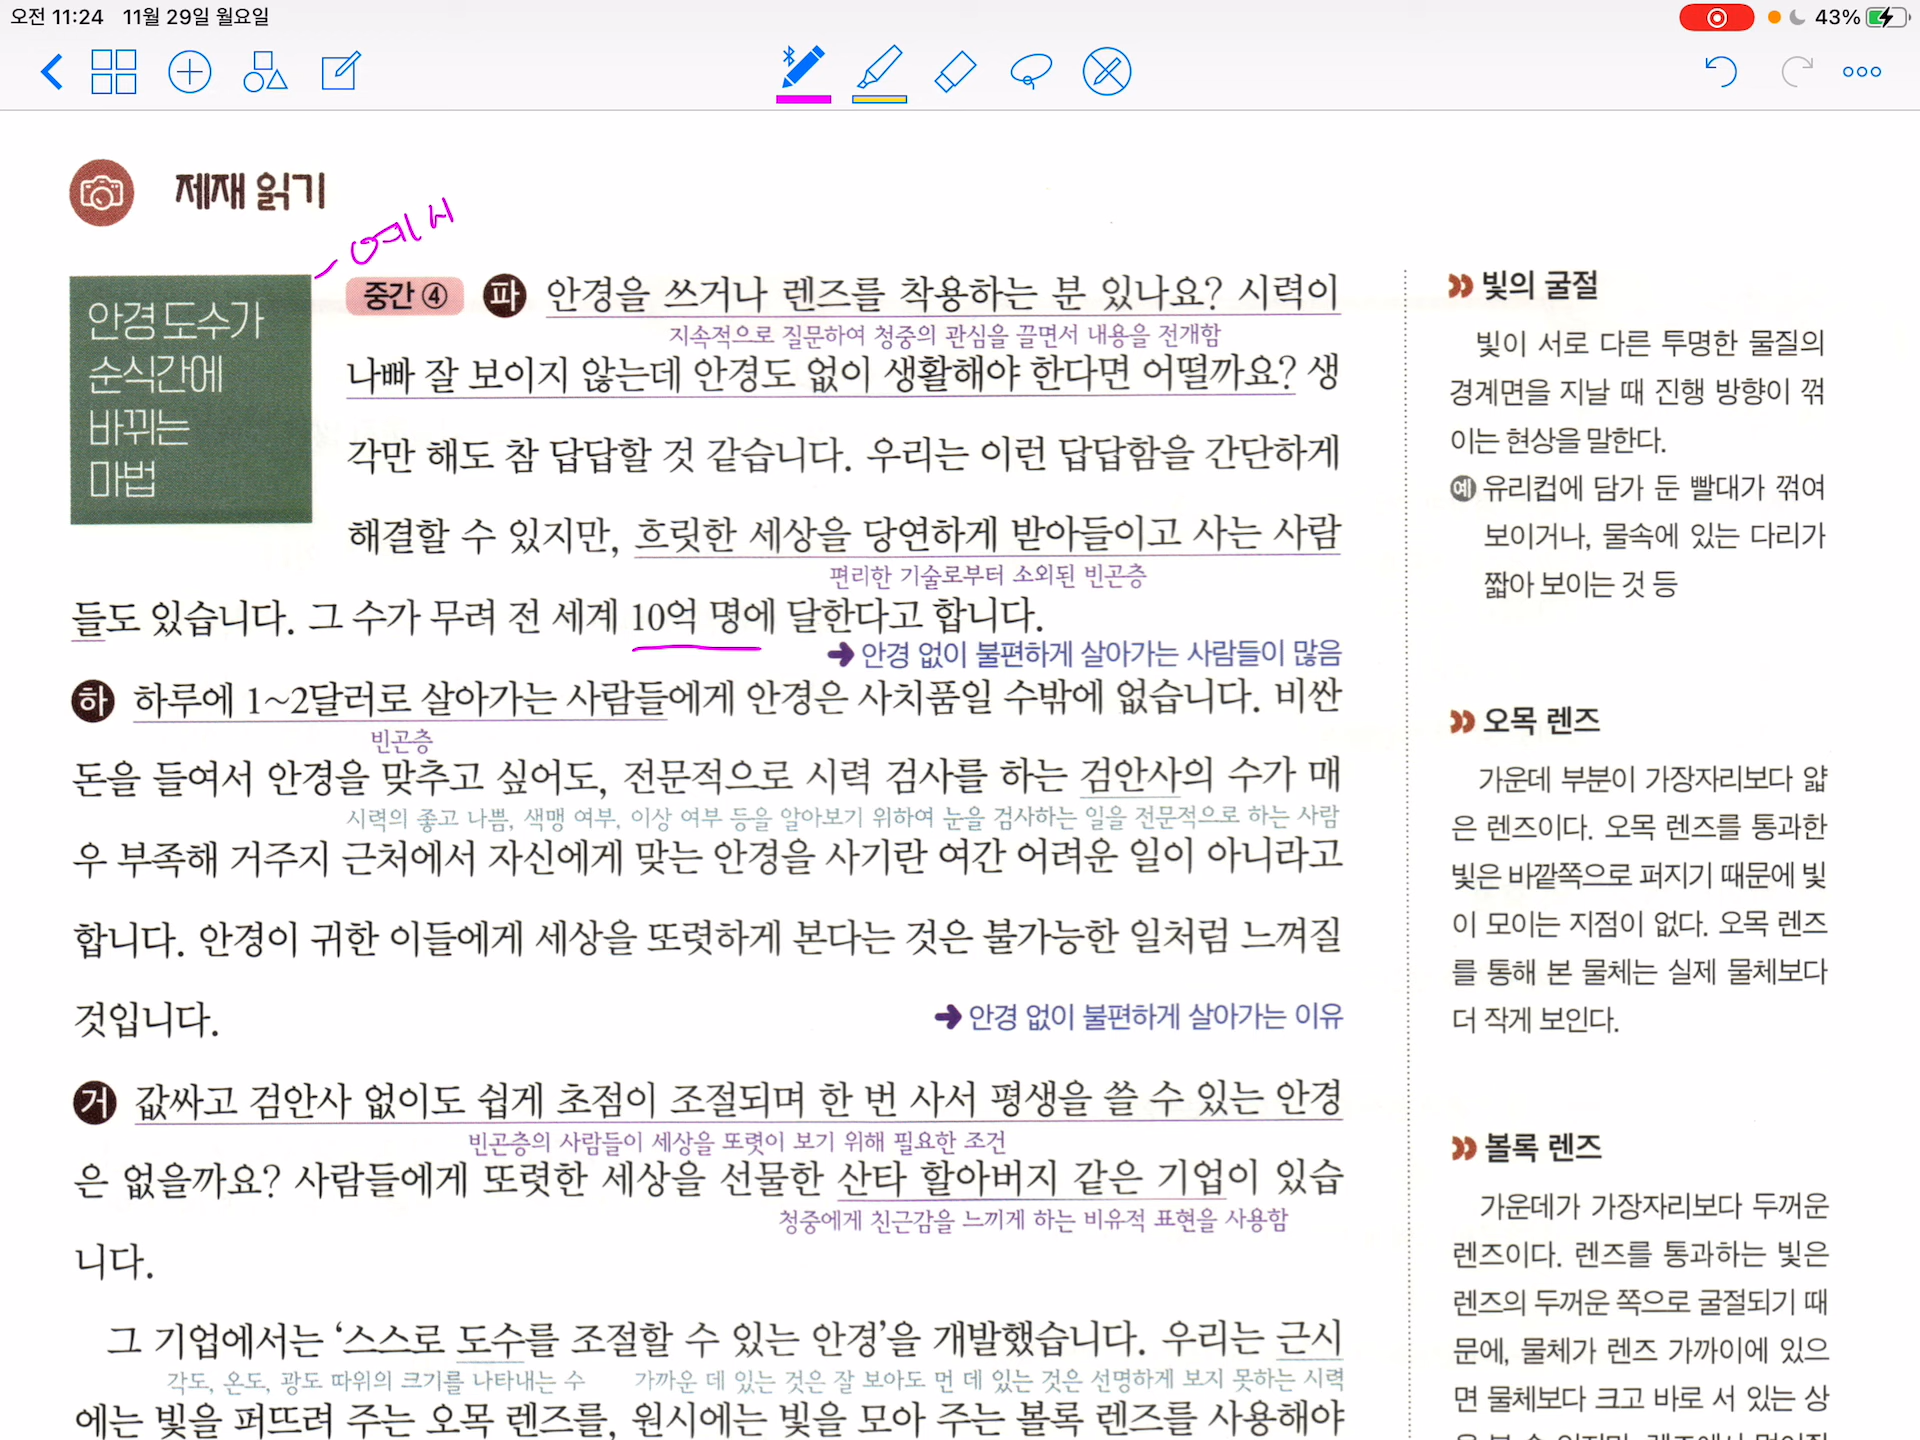 오전 11:24 11월 29일 월요일
43%
제재 읽기
예시
안경 도수가
순식간에
바뀌는
마법
중간 ④ 파 안경을 쓰거나 렌즈를 착용하는 분 있나요? 시력이
지속적으로 질문하여 청중의 관심을 끌면서 내용을 전개함
나빠 잘 보이지 않는데 안경도 없이 생활해야 한다면 어떨까요? 생
각만 해도 참 답답할 것 같습니다. 우리는 이런 답답함을 간단하게
해결할 수 있지만, 흐릿한 세상을 당연하게 받아들이고 사는 사람
편리한 기술로부터 소외된 빈곤층
들도 있습니다. 그 수가 무려 전 세계 10억 명에 달한다고 합니다.
➜ 안경 없이 불편하게 살아가는 사람들이 많음
하 하루에 1~2달러로 살아가는 사람들에게 안경은 사치품일 수밖에 없습니다. 비싼
빈곤층
돈을 들여서 안경을 맞추고 싶어도, 전문적으로 시력 검사를 하는 검안사의 수가 매
시력의 좋고 나쁨, 색맹 여부, 이상 여부 등을 알아보기 위하여 눈을 검사하는 일을 전문적으로 하는 사람
우 부족해 거주지 근처에서 자신에게 맞는 안경을 사기란 여간 어려운 일이 아니라고
합니다. 안경이 귀한 이들에게 세상을 또렷하게 본다는 것은 불가능한 일처럼 느껴질
것입니다.
➜ 안경 없이 불편하게 살아가는 이유
거 값싸고 검안사 없이도 쉽게 초점이 조절되며 한 번 사서 평생을 쓸 수 있는 안경
빈곤층의 사람들이 세상을 또렷이 보기 위해 필요한 조건
은 없을까요? 사람들에게 또렷한 세상을 선물한 산타 할아버지 같은 기업이 있습
청중에게 친근감을 느끼게 하는 비유적 표현을 사용함
니다.
그 기업에서는 ‘스스로 도수를 조절할 수 있는 안경’을 개발했습니다. 우리는 근시
각도, 온도, 광도 따위의 크기를 나타내는 수 가까운 데 있는 것은 잘 보아도 먼 데 있는 것은 선명하게 보지 못하는 시력
에는 빛을 퍼뜨려 주는 오목 렌즈를, 원시에는 빛을 모아 주는 볼록 렌즈를 사용해야
빛의 굴절
빛이 서로 다른 투명한 물질의
경계면을 지날 때 진행 방향이 꺾
이는 현상을 말한다.
예 유리컵에 담가 둔 빨대가 꺾여
보이거나, 물속에 있는 다리가
짧아 보이는 것 등
오목 렌즈
가운데 부분이 가장자리보다 얇
은 렌즈이다. 오목 렌즈를 통과한
빛은 바깥쪽으로 퍼지기 때문에 빛
이 모이는 지점이 없다. 오목 렌즈
를 통해 본 물체는 실제 물체보다
더 작게 보인다.
볼록 렌즈
가운데가 가장자리보다 두꺼운
렌즈이다. 렌즈를 통과하는 빛은
렌즈의 두꺼운 쪽으로 굴절되기 때
문에, 물체가 렌즈 가까이에 있으
면 물체보다 크고 바로 서 있는 상